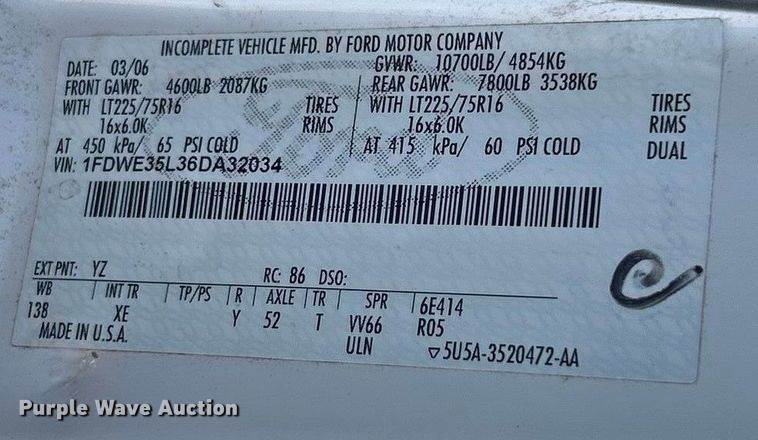 INCOMPLETE VEHICLE MFD. BY FORD MOTOR COMPANY
DATE: 03/06 GVWR: 10700LB/ 4854KG
FRONT GAWR: 4600LB 2087KG REAR GAWR: 7800LB 3538KG
WITH LT225/75R16 TIRES WITH LT225/75R16 TIRES
16x6.0K RIMS 16x6.0K RIMS
AT 450 kPa/ 65 PSI COLD AT 415 kPa/ 60 PSI COLD DUAL
VIN: 1FDWE35L36DA32034
Ford
EXT PNT: YZ RC: 86 DSO:
WB INT TR TP/PS R AXLE TR SPR 6E414
138 XE Y 52 T VV66 R05
MADE IN U.S.A. ULN ▽5U5A-3520472-AA
Purple Wave Auction